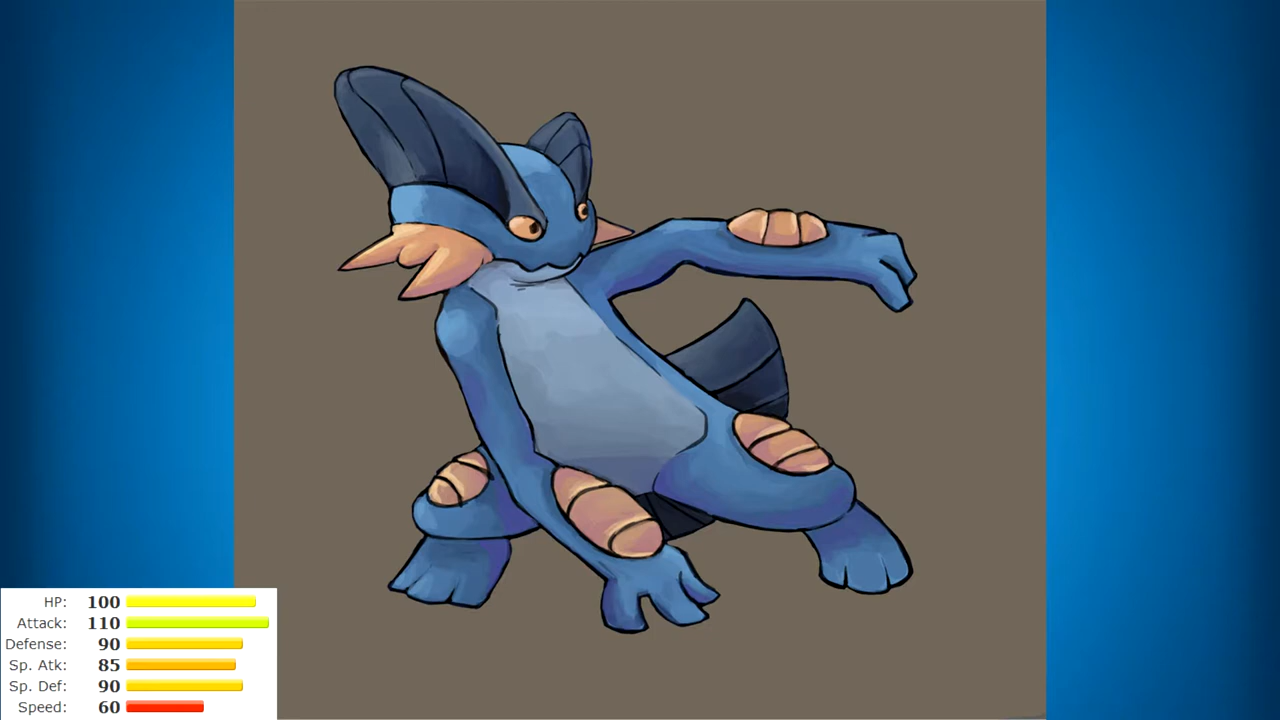 HP: 100
Attack: 110
Defense: 90
Sp. Atk: 85
Sp. Def: 90
Speed: 60